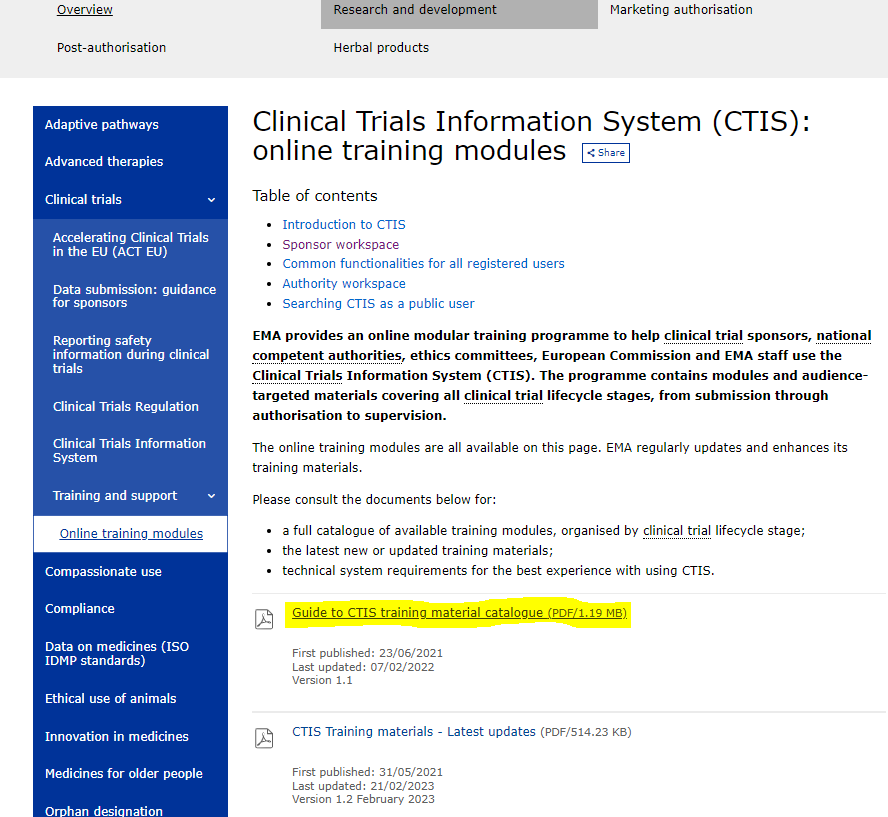 Overview
Research and development
Marketing authorisation
Post-authorisation
Herbal products
Adaptive pathways
Advanced therapies
Clinical trials
Accelerating Clinical Trials
in the EU (ACT EU)
Data submission: guidance
for sponsors
Reporting safety
information during clinical
trials
Clinical Trials Regulation
Clinical Trials Information
System
Training and support
Online training modules
Compassionate use
Compliance
Data on medicines (ISO
IDMP standards)
Ethical use of animals
Innovation in medicines
Medicines for older people
Orphan designation
Clinical Trials Information System (CTIS):
online training modules
Share
Table of contents
Introduction to CTIS
Sponsor workspace
Common functionalities for all registered users
Authority workspace
Searching CTIS as a public user
EMA provides an online modular training programme to help clinical trial sponsors, national
competent authorities, ethics committees, European Commission and EMA staff use the
Clinical Trials Information System (CTIS). The programme contains modules and audience-
targeted materials covering all clinical trial lifecycle stages, from submission through
authorisation to supervision.
The online training modules are all available on this page. EMA regularly updates and enhances its
training materials.
Please consult the documents below for:
a full catalogue of available training modules, organised by clinical trial lifecycle stage;
the latest new or updated training materials;
technical system requirements for the best experience with using CTIS.
Guide to CTIS training material catalogue (PDF/1.19 MB)
First published: 23/06/2021
Last updated: 07/02/2022
Version 1.1
CTIS Training materials - Latest updates (PDF/514.23 KB)
First published: 31/05/2021
Last updated: 21/02/2023
Version 1.2 February 2023